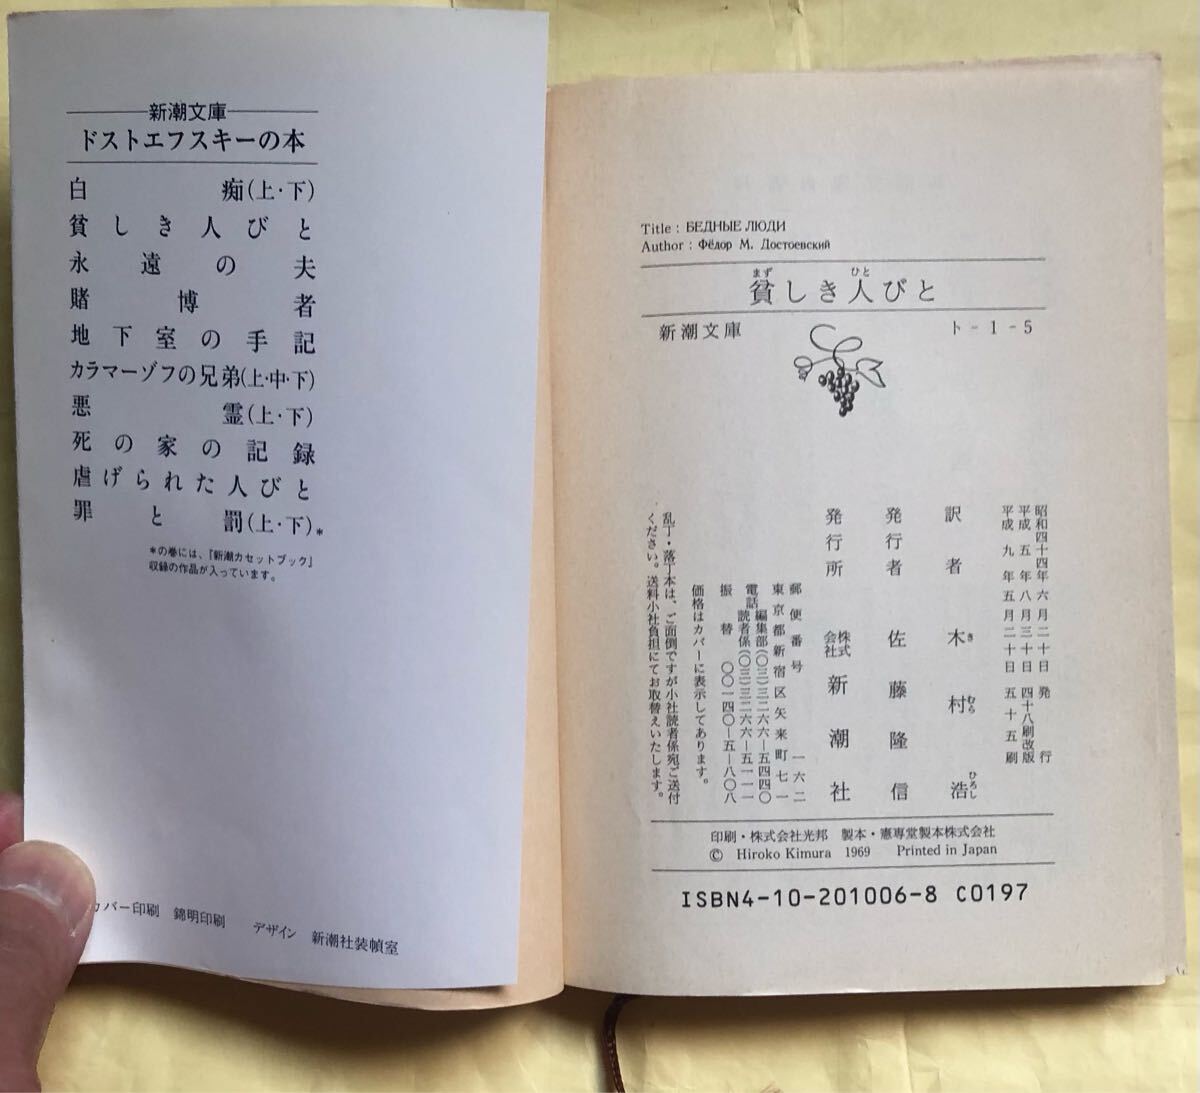 新潮文庫
ドストエフスキーの本
白痴(上・下)
貧しき人びと
永遠の夫
賭博者
地下室の手記
カラマーゾフの兄弟(上・中・下)
悪霊(上・下)
死の家の記録
虐げられた人びと
罪と罰(上・下)*
*の巻には、「新潮カセットブック」
収録の作品が入っています。
カバー印刷 錦明印刷 デザイン 新潮社装幀室
Title : БЕДНЫЕ ЛЮДИ
Author : Фёдор М. Достоевский
まず ひと
貧しき人びと
新潮文庫 ト-1-5
昭和四十四年六月二十日発行
平成五年八月三十日四十八刷改版
平成九年五月二十日五十五刷
訳者 木村浩
き むら ひろし
発行者 佐藤隆信
発行所 株式会社 新潮社
郵便番号 一六二
東京都新宿区矢来町七一
電話 編集部(〇三)三二六六―五四四〇
読者係(〇三)三二六六―五一一一
振替 〇〇一四〇―五―八〇八
価格はカバーに表示してあります。
乱丁・落丁本は、ご面倒ですが小社読者係宛ご送付
ください。送料小社負担にてお取替えいたします。
印刷・株式会社光邦 製本・憲専堂製本株式会社
© Hiroko Kimura 1969 Printed in Japan
ISBN4-10-201006-8 C0197